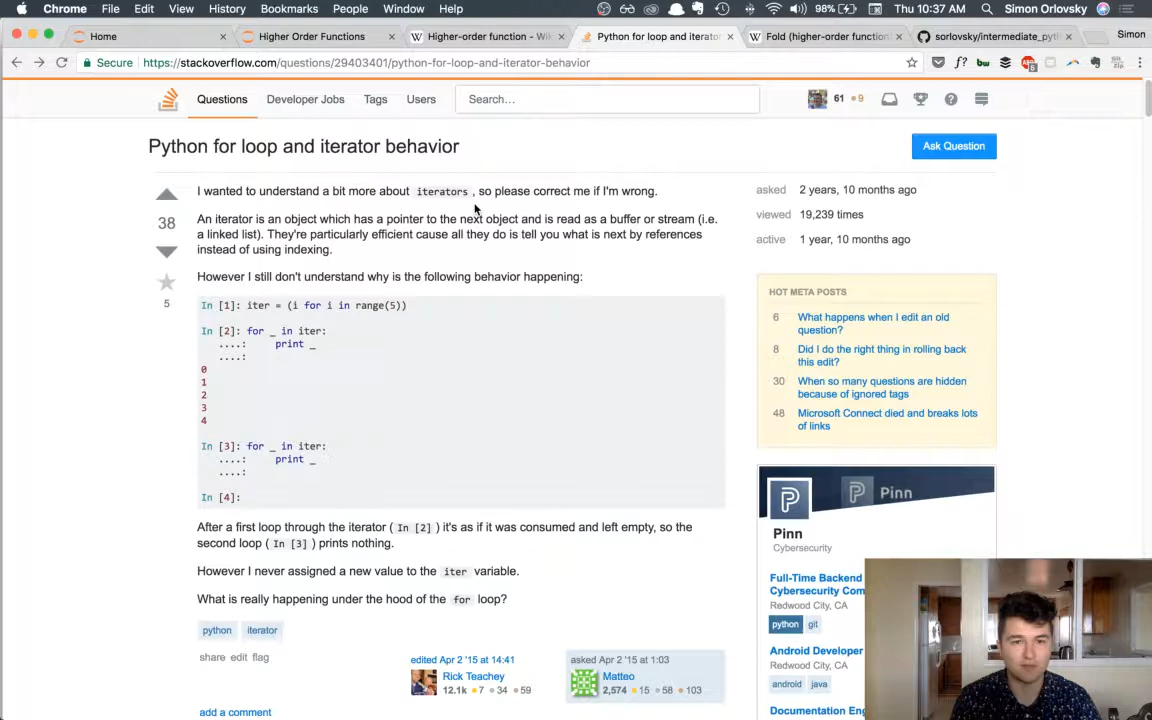 Chrome File Edit View History Bookmarks People Window Help 98% Thu 10:37 AM Simon Orlovsky
Home Higher Order Functions Higher-order function - Wik Python for loop and iterator Fold (higher-order function) sorlovsky/intermediate_pyth Simon
Secure https://stackoverflow.com/questions/29403401/python-for-loop-and-iterator-behavior
Questions Developer Jobs Tags Users Search... 61 9
Python for loop and iterator behavior
Ask Question
I wanted to understand a bit more about iterators, so please correct me if I'm wrong.
38
An iterator is an object which has a pointer to the next object and is read as a buffer or stream (i.e.
a linked list). They're particularly efficient cause all they do is tell you what is next by references
instead of using indexing.
5
However I still don't understand why is the following behavior happening:
In [1]: iter = (i for i in range(5))
In [2]: for _ in iter:
....: print _
....:
0
1
2
3
4
In [3]: for _ in iter:
....: print _
....:
In [4]:
After a first loop through the iterator ( In [2] ) it's as if it was consumed and left empty, so the
second loop ( In [3] ) prints nothing.
However I never assigned a new value to the iter variable.
What is really happening under the hood of the for loop?
python iterator
share edit flag
edited Apr 2 '15 at 14:41
Rick Teachey
12.1k 7 34 59
asked Apr 2 '15 at 1:03
Matteo
2,574 15 58 103
add a comment
asked 2 years, 10 months ago
viewed 19,239 times
active 1 year, 10 months ago
HOT META POSTS
6 What happens when I edit an old
question?
8 Did I do the right thing in rolling back
this edit?
30 When so many questions are hidden
because of ignored tags
48 Microsoft Connect died and breaks lots
of links
Pinn
Pinn
Cybersecurity
Full-Time Backend
Cybersecurity Com
Redwood City, CA
python git
Android Developer
Redwood City, CA
android java
Documentation Eng